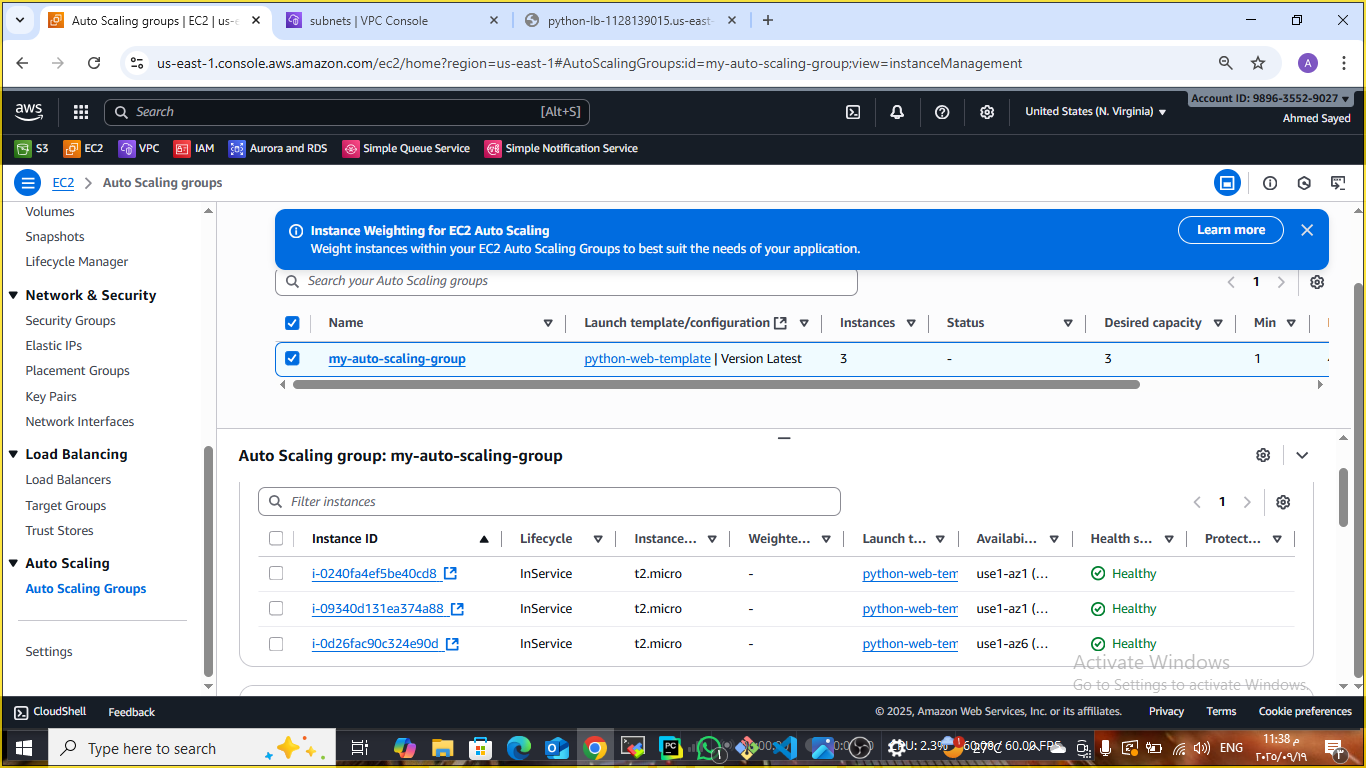 Auto Scaling groups | EC2 | us-e
subnets | VPC Console
python-lb-1128139015.us-east-
us-east-1.console.aws.amazon.com/ec2/home?region=us-east-1#AutoScalingGroups:id=my-auto-scaling-group;view=instanceManagement
A
aws
Search [Alt+S]
United States (N. Virginia)
Account ID: 9896-3552-9027
Ahmed Sayed
S3 EC2 VPC IAM Aurora and RDS Simple Queue Service Simple Notification Service
EC2 > Auto Scaling groups
Volumes
Snapshots
Lifecycle Manager
Network & Security
Security Groups
Elastic IPs
Placement Groups
Key Pairs
Network Interfaces
Load Balancing
Load Balancers
Target Groups
Trust Stores
Auto Scaling
Auto Scaling Groups
Settings
Instance Weighting for EC2 Auto Scaling
Weight instances within your EC2 Auto Scaling Groups to best suit the needs of your application.
Learn more
Search your Auto Scaling groups
1
Name Launch template/configuration Instances Status Desired capacity Min
my-auto-scaling-group python-web-template | Version Latest 3 - 3 1
Auto Scaling group: my-auto-scaling-group
Filter instances
1
Instance ID Lifecycle Instance... Weighte... Launch t... Availabi... Health s... Protect...
i-0240fa4ef5be40cd8 InService t2.micro - python-web-tem use1-az1 (... Healthy
i-09340d131ea374a88 InService t2.micro - python-web-tem use1-az1 (... Healthy
i-0d26fac90c324e90d InService t2.micro - python-web-tem use1-az6 (... Healthy
Activate Windows
Go to Settings to activate Windows.
CloudShell Feedback
© 2025, Amazon Web Services, Inc. or its affiliates. Privacy Terms Cookie preferences
Type here to search
PC
1
CPU: 2.3% 60.00 / 60.00 FPS
27°C
ENG
11:38 م
٢٠٢٥/٠٩/١٩